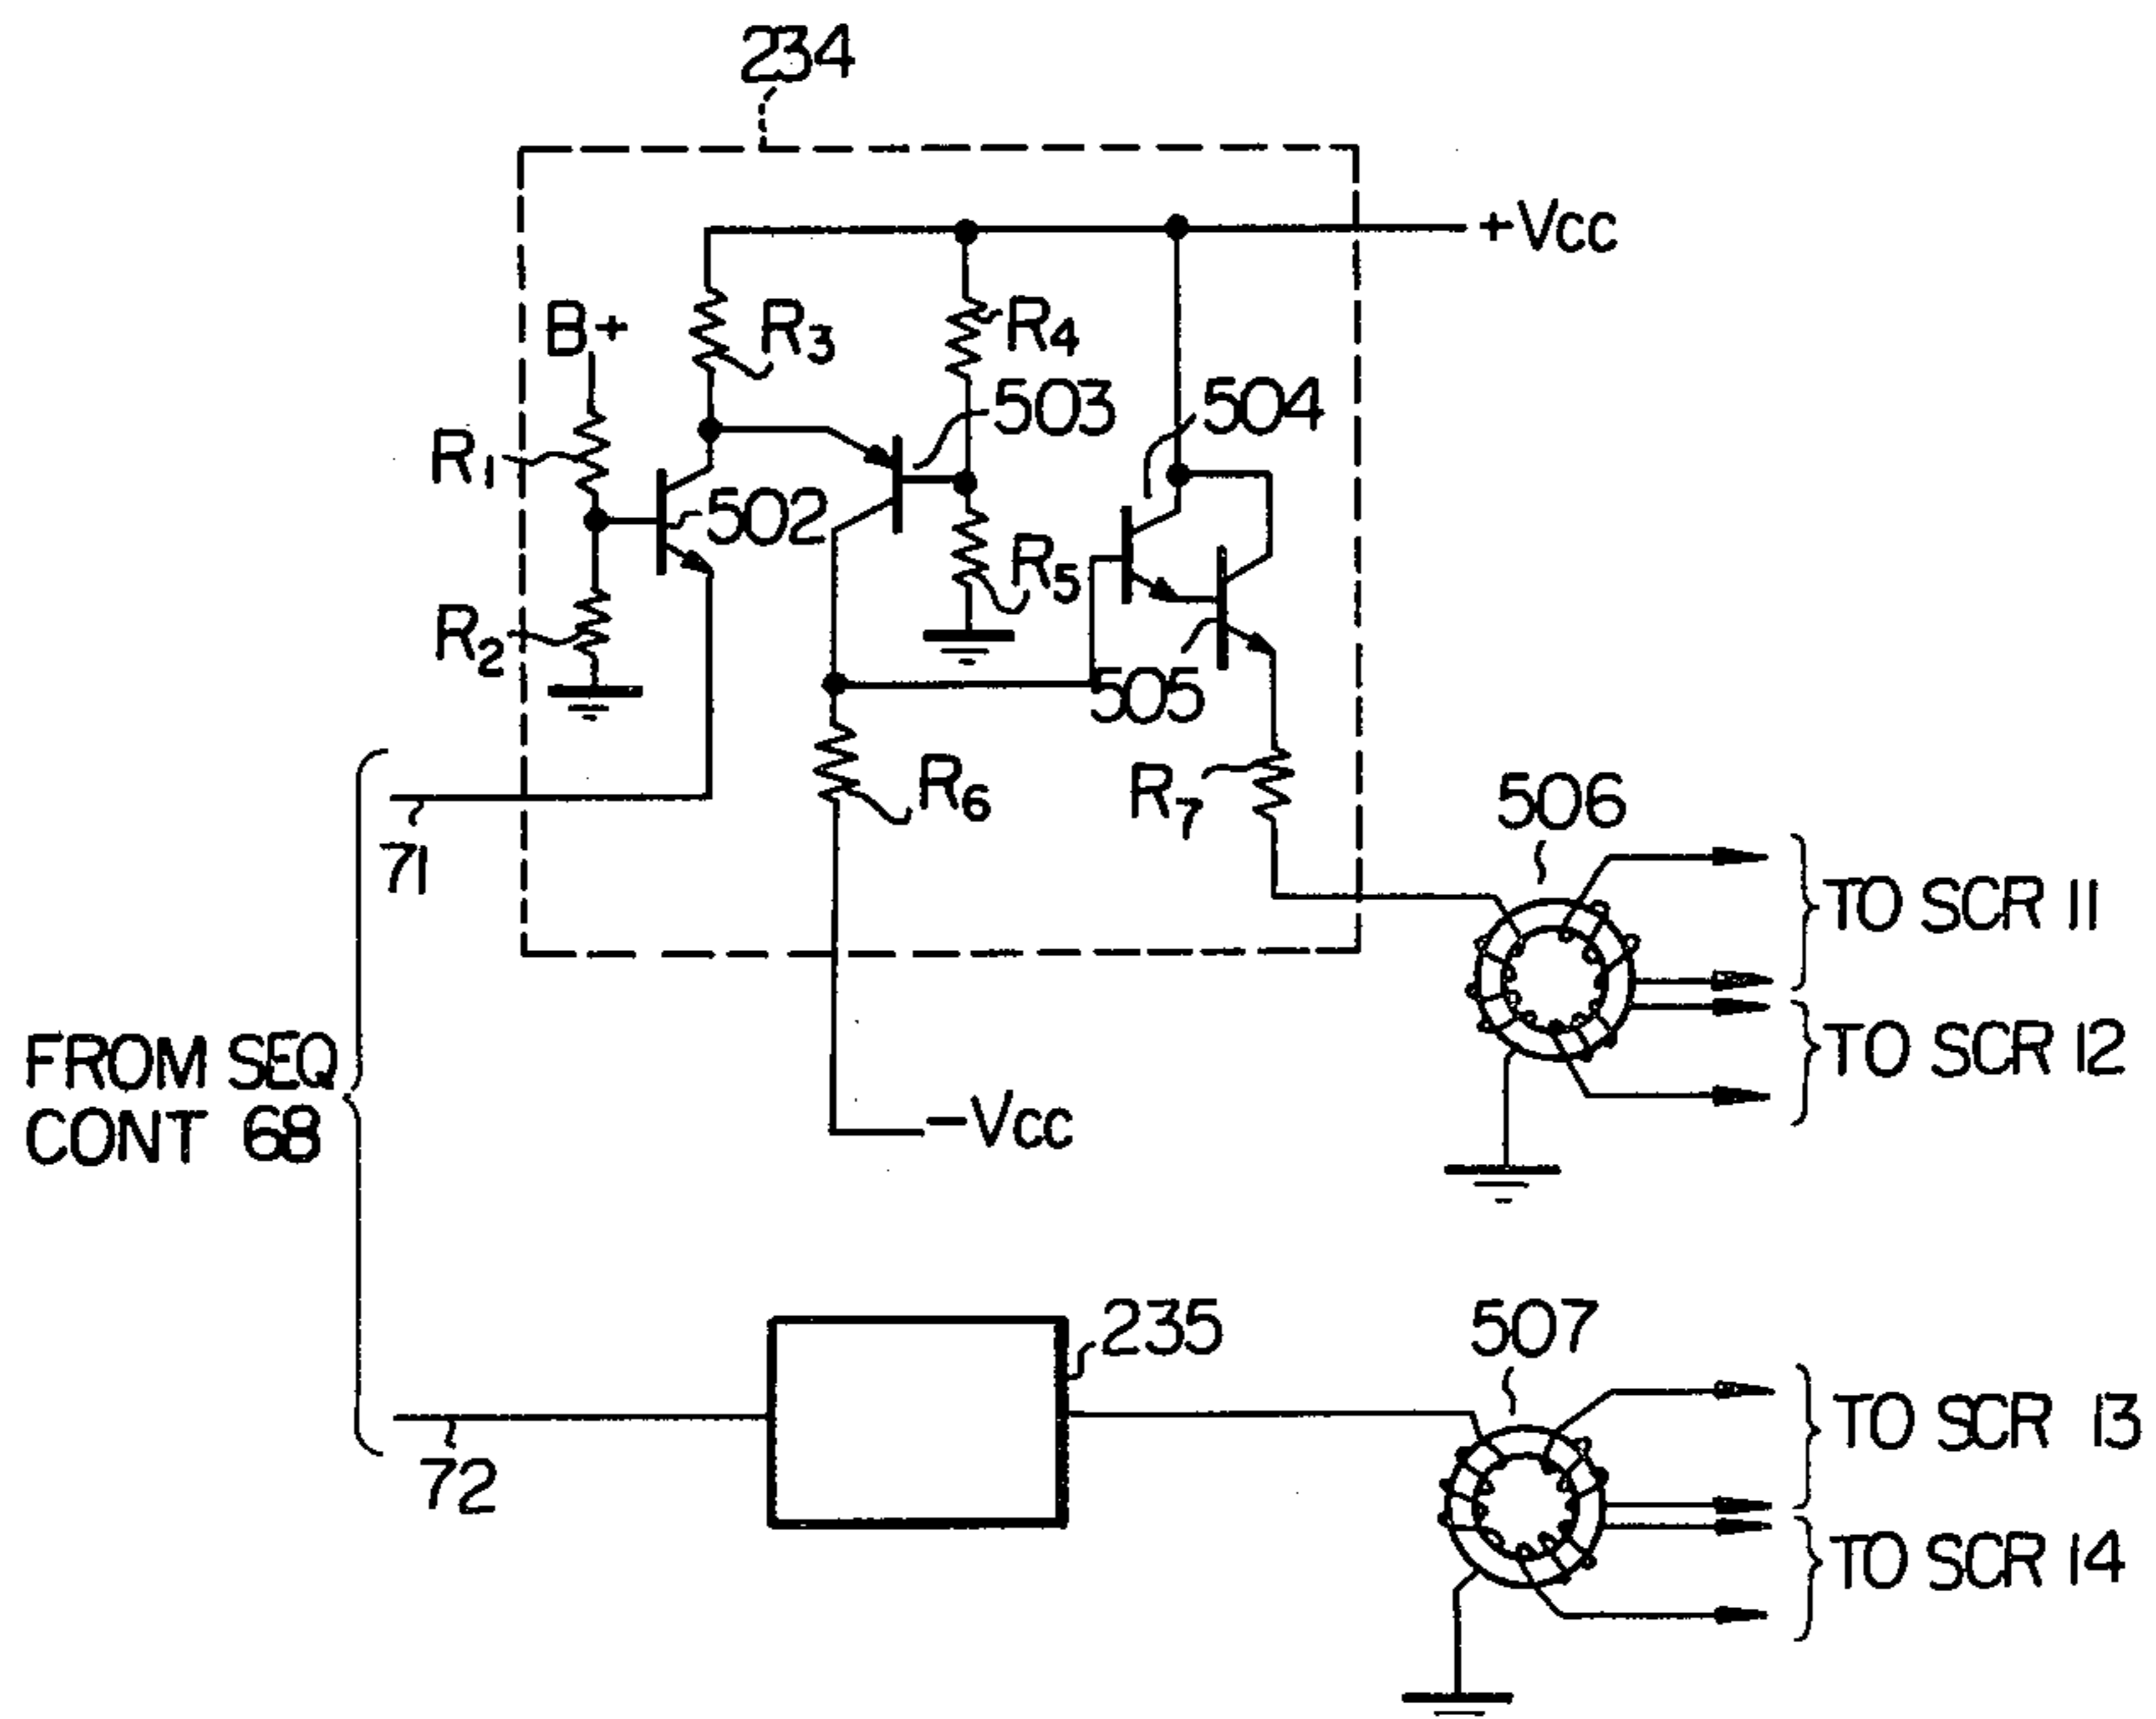 234
+Vcc
B+
R3
R4
503
504
R1
502
R5
R2
505
R6
R7
506
71
TO SCR 11
FROM SEQ
CONT 68
TO SCR 12
-Vcc
235
507
TO SCR 13
72
TO SCR 14